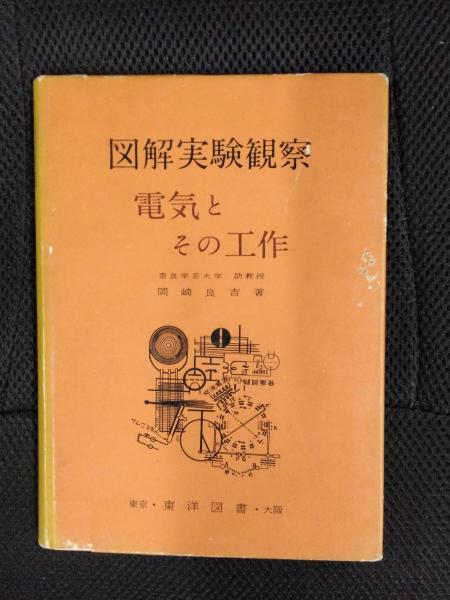 図解実験観察
電気と
その工作
奈良学芸大学 助教授
岡崎良吉著
東京・東洋図書・大阪